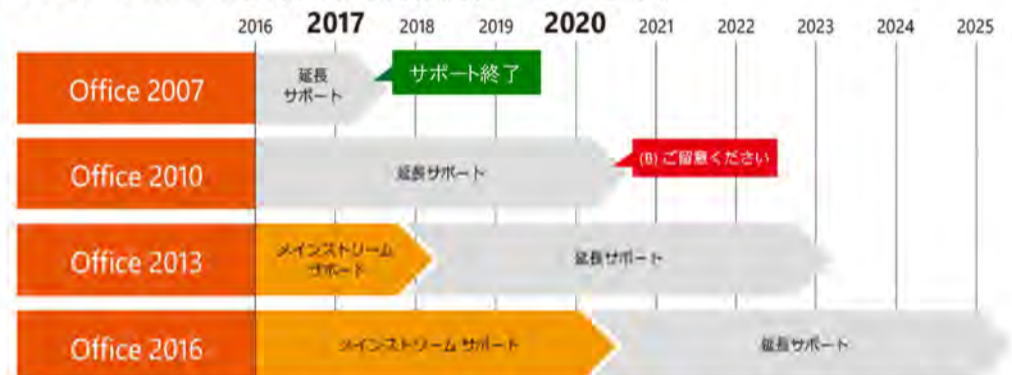 2016 2017 2018 2019 2020 2021 2022 2023 2024 2025
Office 2007
延長
サポート
サポート終了
Office 2010
延長サポート
(B) ご留意ください
Office 2013
メインストリーム
サポート
延長サポート
Office 2016
メインストリーム サポート
延長サポート